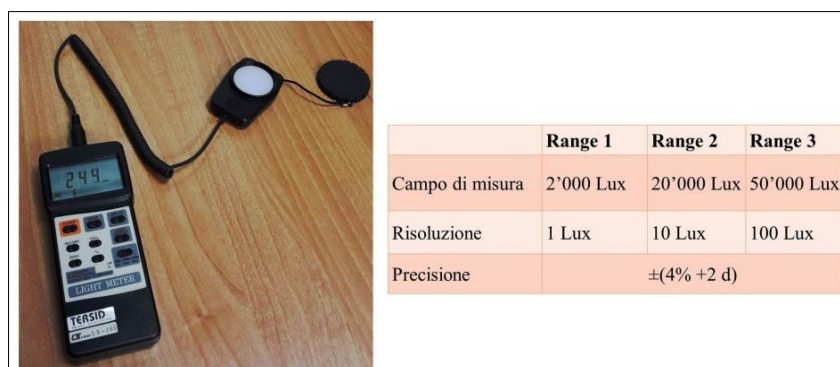 244
LIGHT METER
TERSID
Range 1 Range 2 Range 3
Campo di misura 2’000 Lux 20’000 Lux 50’000 Lux
Risoluzione 1 Lux 10 Lux 100 Lux
Precisione ±(4% +2 d)